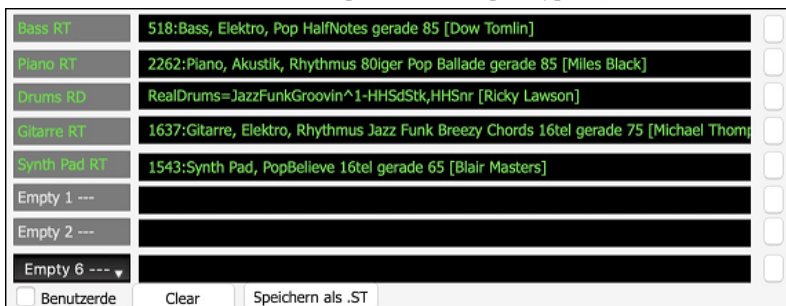 Bass RT 518:Bass, Elektro, Pop HalfNotes gerade 85 [Dow Tomlin]
Piano RT 2262:Piano, Akustik, Rhythmus 80iger Pop Ballade gerade 85 [Miles Black]
Drums RD RealDrums=JazzFunkGroovin^1-HHSdStk,HHSnr [Ricky Lawson]
Gitarre RT 1637:Gitarre, Elektro, Rhythmus Jazz Funk Breezy Chords 16tel gerade 75 [Michael Thomp
Synth Pad RT 1543:Synth Pad, PopBelieve 16tel gerade 65 [Blair Masters]
Empty 1 ---
Empty 2 ---
Empty 6 ---
Benutzerde Clear Speichern als .ST